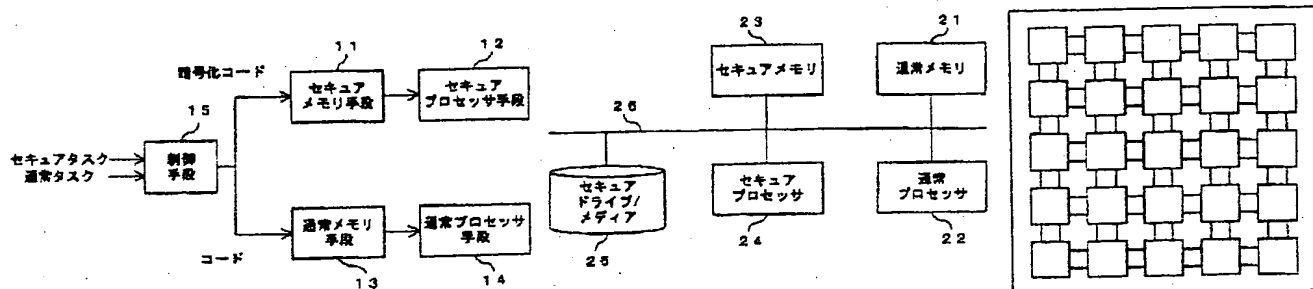 11
12
暗号化コード
セキュア
メモリ手段
セキュア
プロセッサ手段
15
セキュアタスク
通常タスク
制御
手段
通常メモリ
手段
通常プロセッサ
手段
コード
13
14
23
21
セキュアメモリ
通常メモリ
26
セキュア
ドライブ/
メディア
セキュア
プロセッサ
通常
プロセッサ
25
24
22